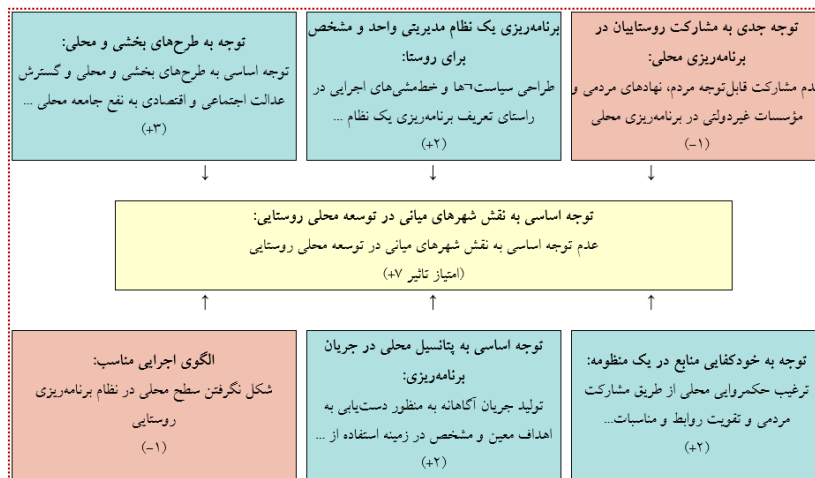 توجه جدی به مشارکت روستاییان در
برنامه‌ریزی محلی:
عدم مشارکت قابل‌توجه مردم، نهادهای مردمی و
مؤسسات غیردولتی در برنامه‌ریزی محلی
(−۱)
برنامه‌ریزی یک نظام مدیریتی واحد و مشخص
برای روستا:
طراحی سیاست¬ها و خط‌مشی‌های اجرایی در
راستای تعریف برنامه‌ریزی یک نظام ...
(+۲)
توجه به طرح‌های بخشی و محلی:
توجه اساسی به طرح‌های بخشی و محلی و گسترش
عدالت اجتماعی و اقتصادی به نفع جامعه محلی ...
(+۳)
توجه اساسی به نقش شهرهای میانی در توسعه محلی روستایی:
عدم توجه اساسی به نقش شهرهای میانی در توسعه محلی روستایی
(امتیاز تاثیر ۷+)
توجه به خودکفایی منابع در یک منظومه:
ترغیب حکمروایی محلی از طریق مشارکت
مردمی و تقویت روابط و مناسبات...
(+۲)
توجه اساسی به پتانسیل محلی در جریان
برنامه‌ریزی:
تولید جریان آگاهانه به منظور دست‌یابی به
اهداف معین و مشخص در زمینه استفاده از ...
(+۲)
الگوی اجرایی مناسب:
شکل نگرفتن سطح محلی در نظام برنامه‌ریزی
روستایی
(−۱)